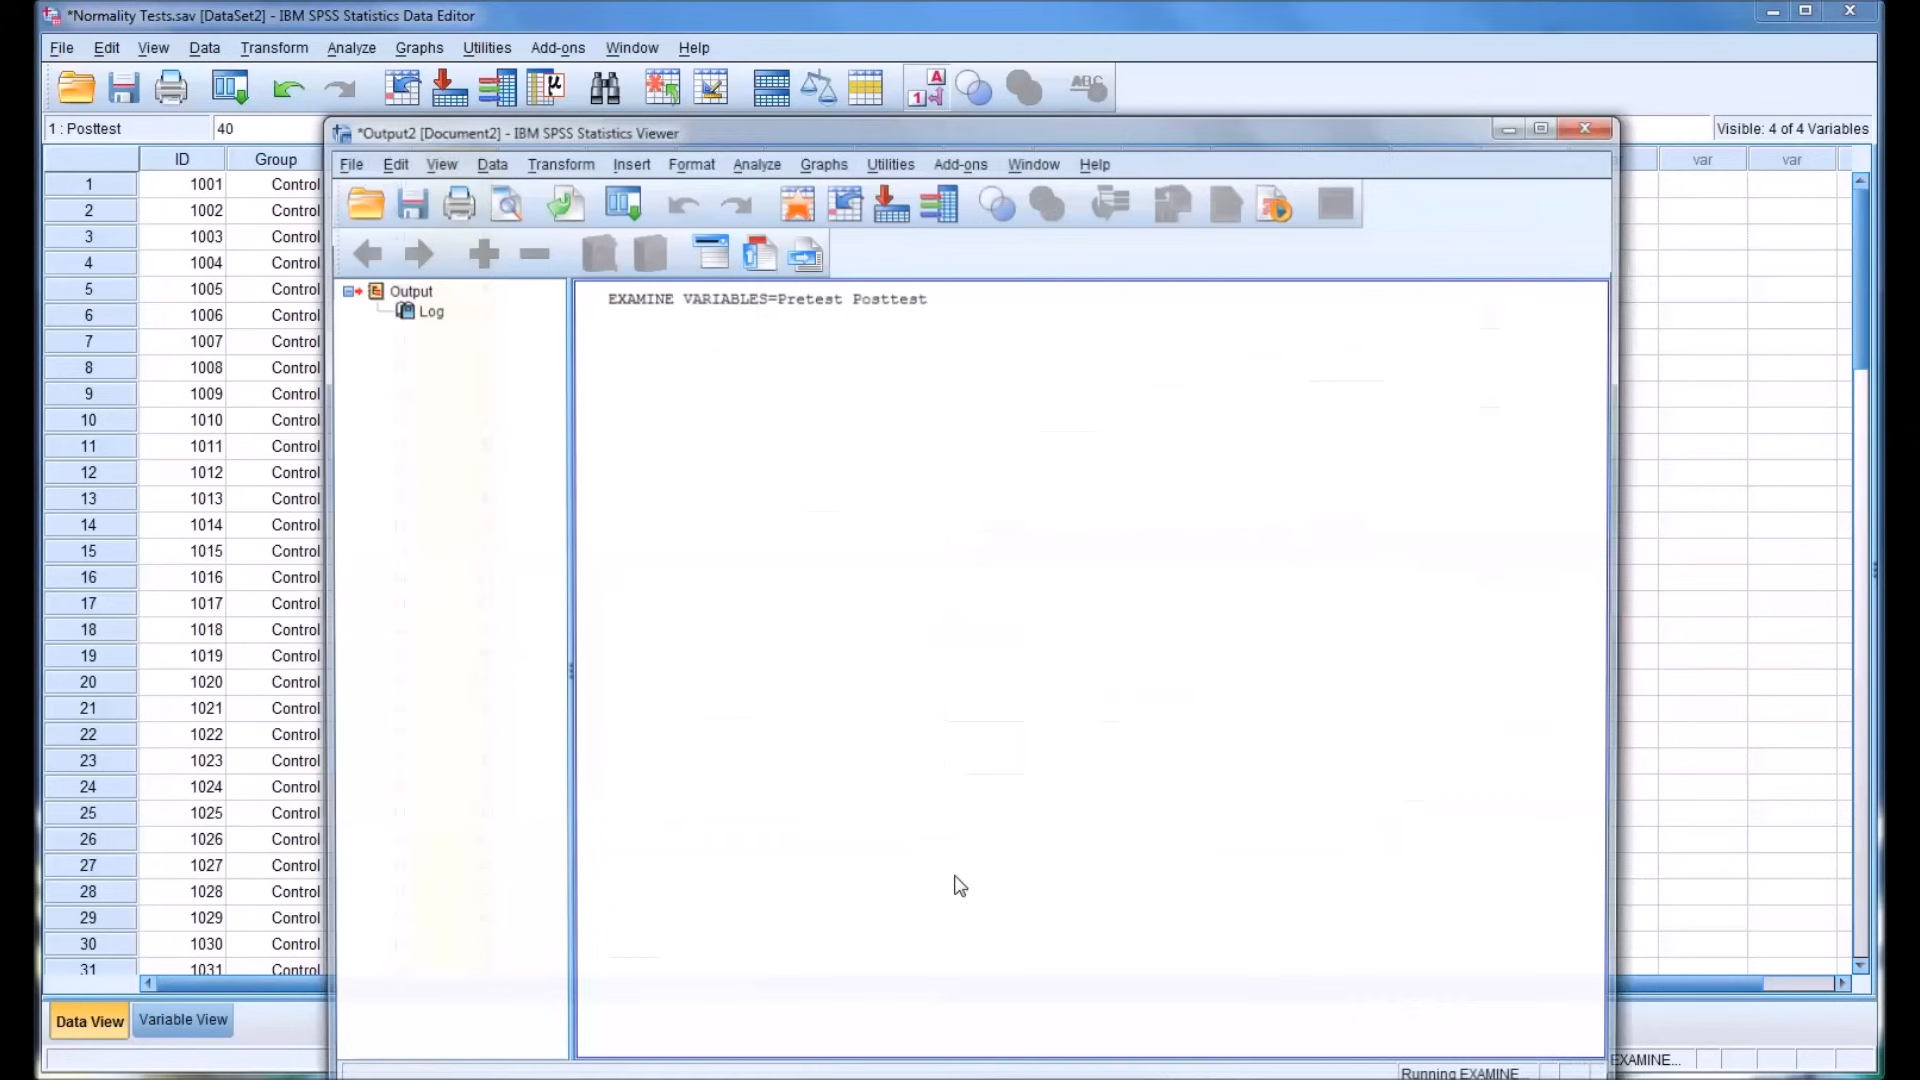 *Normality Tests.sav [DataSet2] - IBM SPSS Statistics Data Editor
File Edit View Data Transform Analyze Graphs Utilities Add-ons Window Help
1 : Posttest 40 Visible: 4 of 4 Variables
ID Group var var
1 1001 Control
2 1002 Control
3 1003 Control
4 1004 Control
5 1005 Control
6 1006 Control
7 1007 Control
8 1008 Control
9 1009 Control
10 1010 Control
11 1011 Control
12 1012 Control
13 1013 Control
14 1014 Control
15 1015 Control
16 1016 Control
17 1017 Control
18 1018 Control
19 1019 Control
20 1020 Control
21 1021 Control
22 1022 Control
23 1023 Control
24 1024 Control
25 1025 Control
26 1026 Control
27 1027 Control
28 1028 Control
29 1029 Control
30 1030 Control
31 1031 Control
Data View Variable View
EXAMINE...
*Output2 [Document2] - IBM SPSS Statistics Viewer
File Edit View Data Transform Insert Format Analyze Graphs Utilities Add-ons Window Help
Output
Log
EXAMINE VARIABLES=Pretest Posttest
Running EXAMINE...